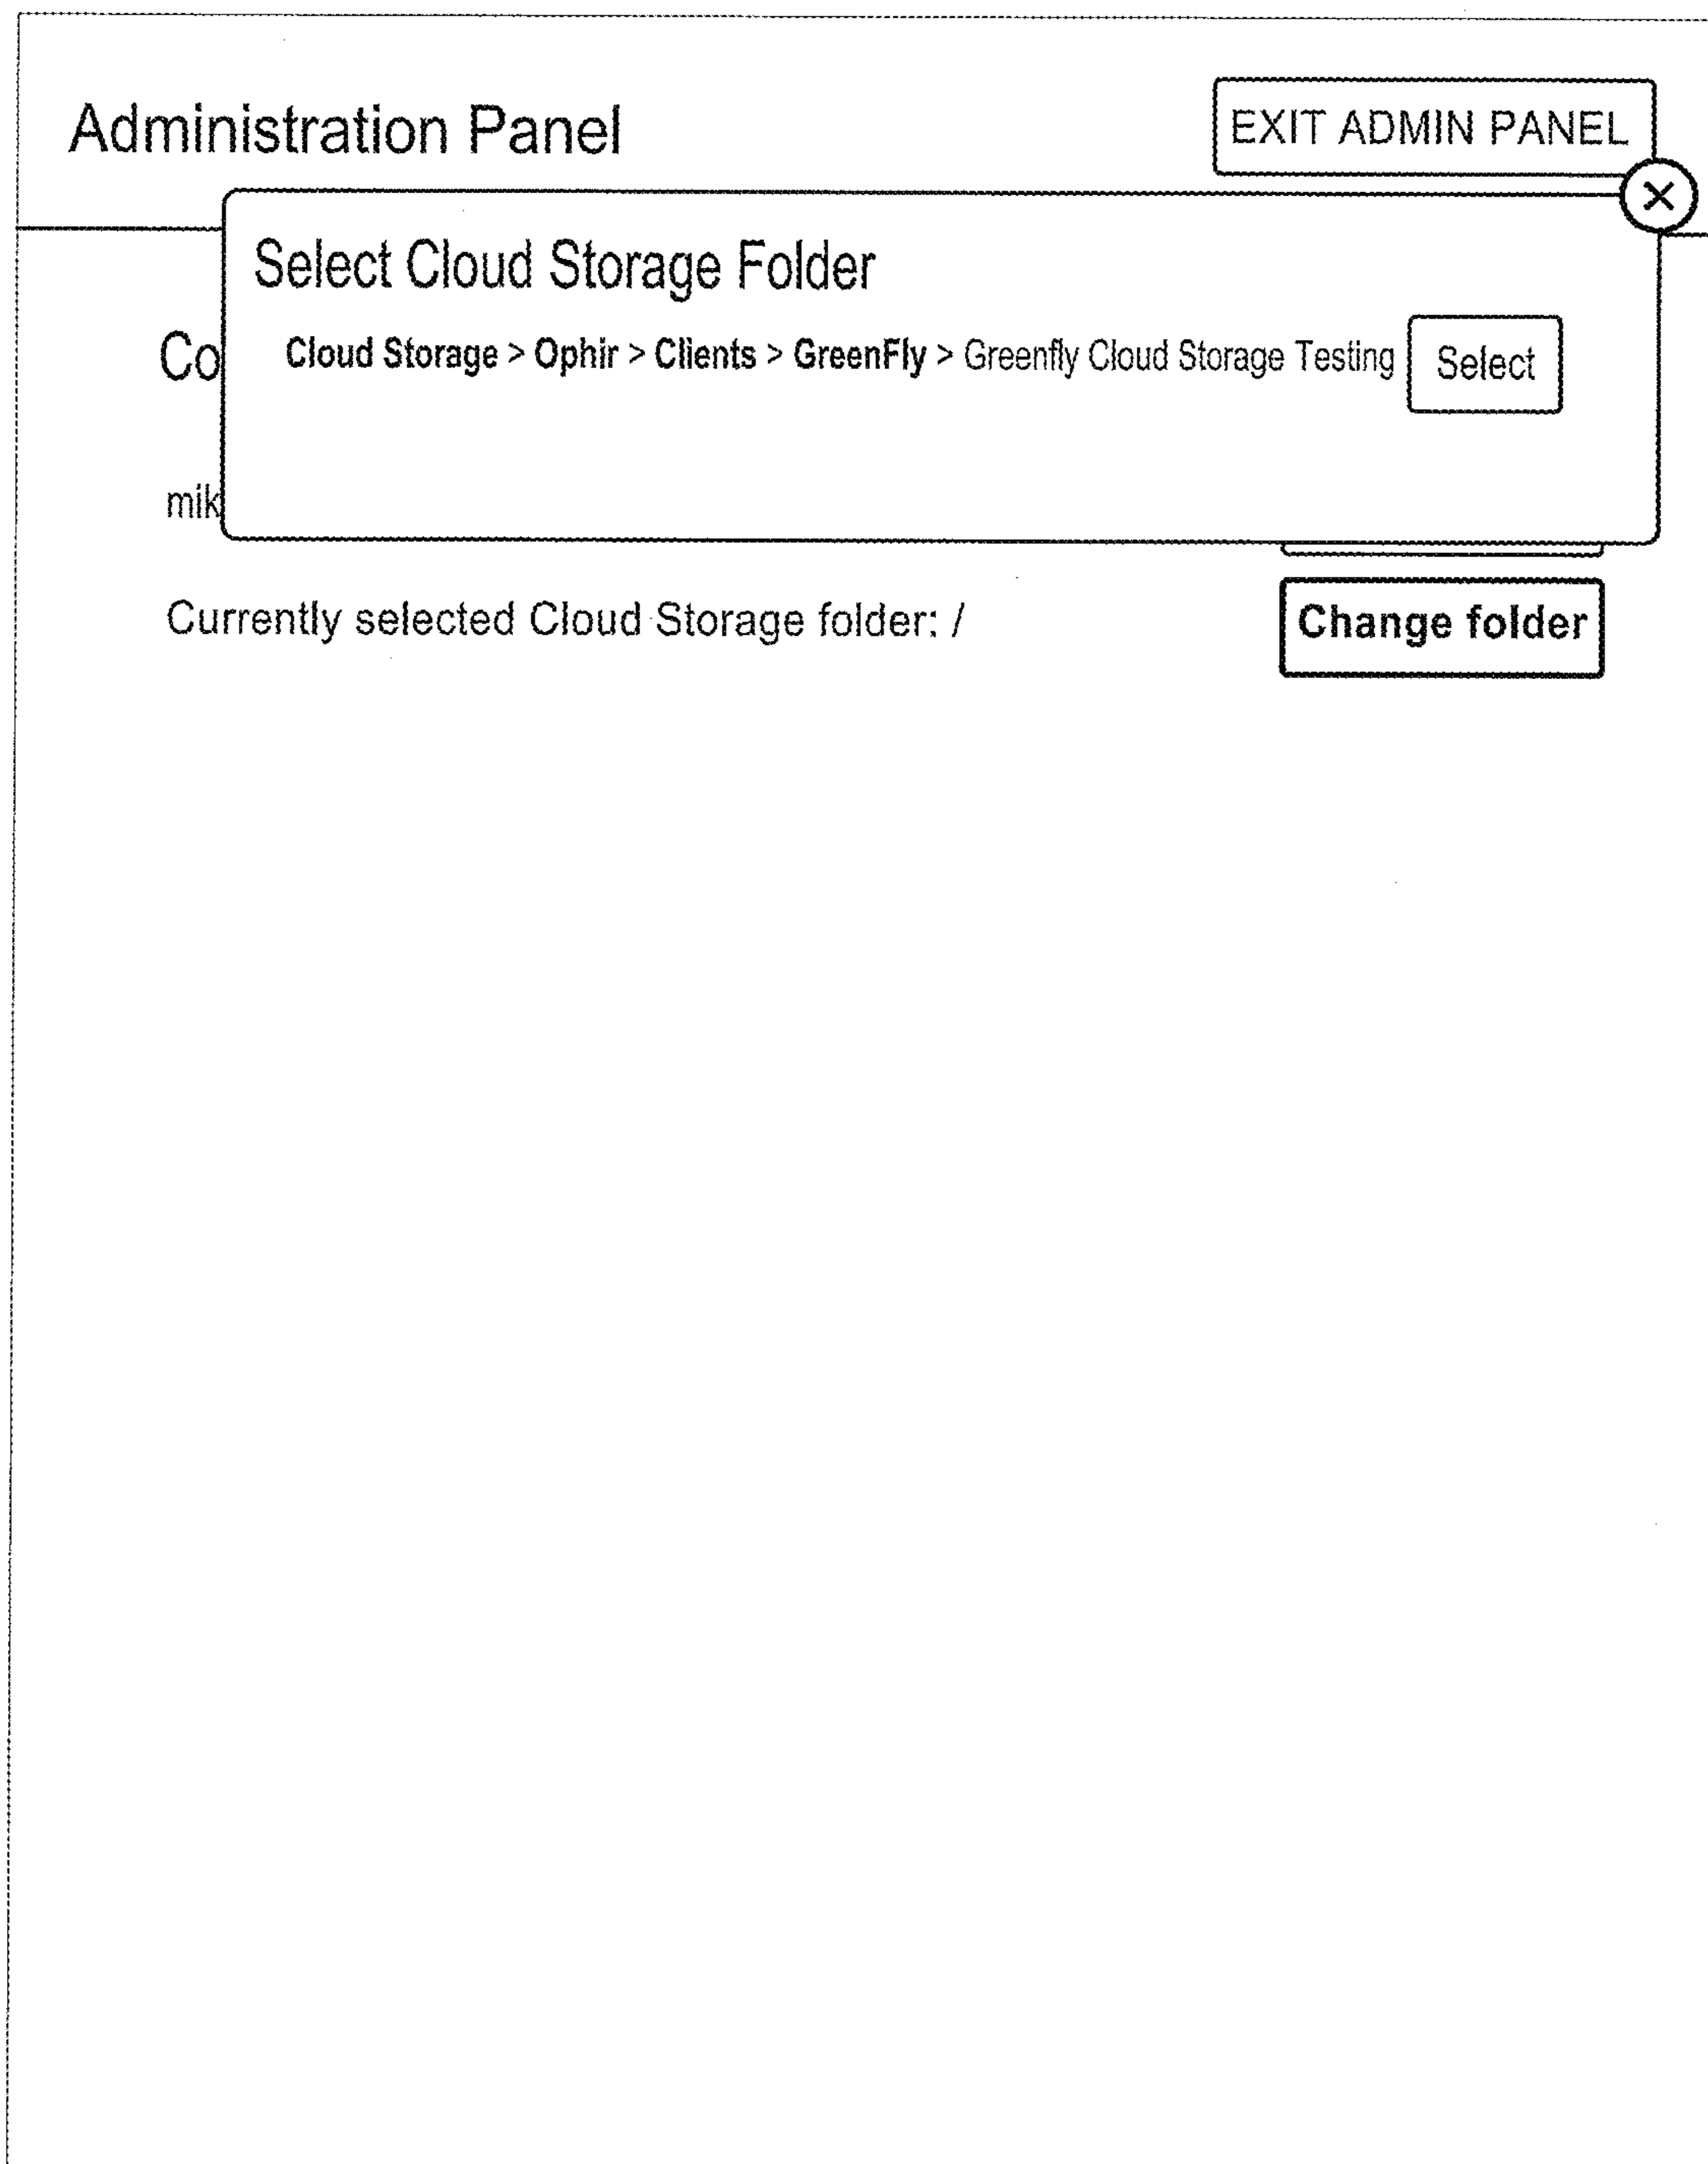 Administration Panel
EXIT ADMIN PANEL
Select Cloud Storage Folder
Co
Cloud Storage > Ophir > Clients > GreenFly > Greenfly Cloud Storage Testing
Select
mik
Currently selected Cloud Storage folder: /
Change folder